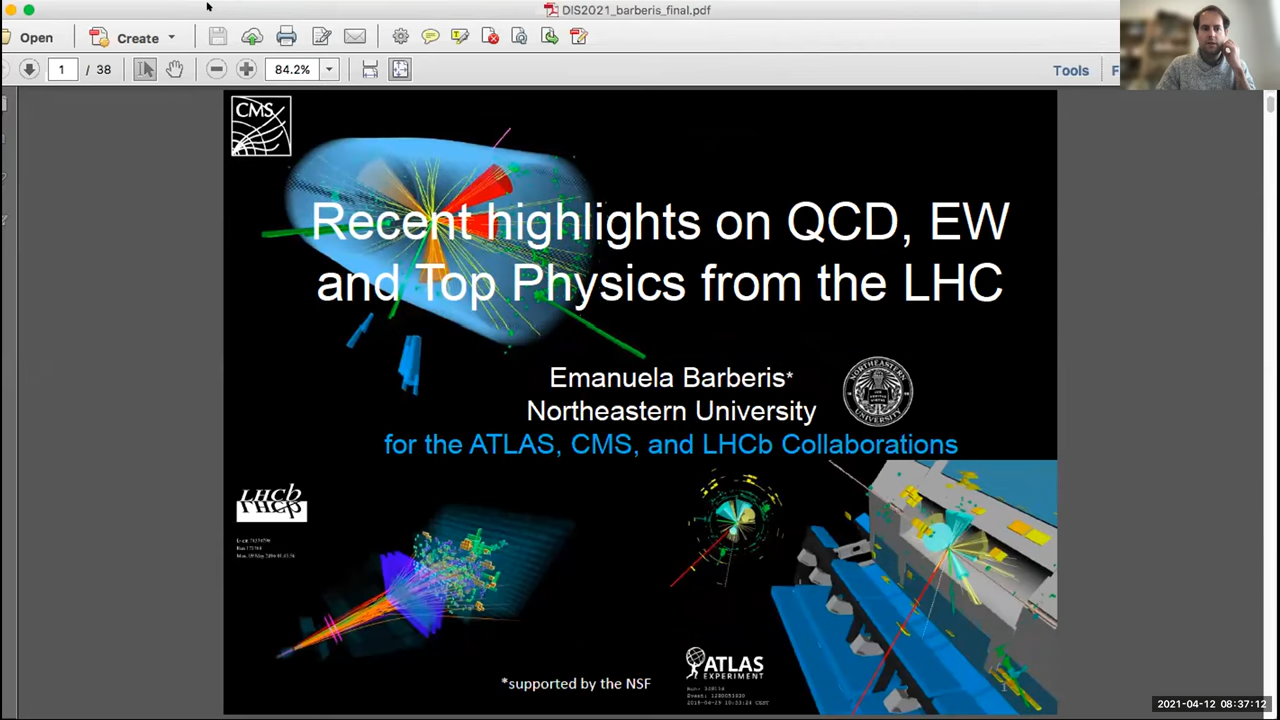 DIS2021_barberis_final.pdf
Open
Create
1 / 38
84.2%
Tools
CMS
Recent highlights on QCD, EW
and Top Physics from the LHC
Emanuela Barberis*
Northeastern University
NORTHEASTERN UNIVERSITY
for the ATLAS, CMS, and LHCb Collaborations
LHCb
ATLAS
EXPERIMENT
*supported by the NSF
2021-04-12 08:37:12